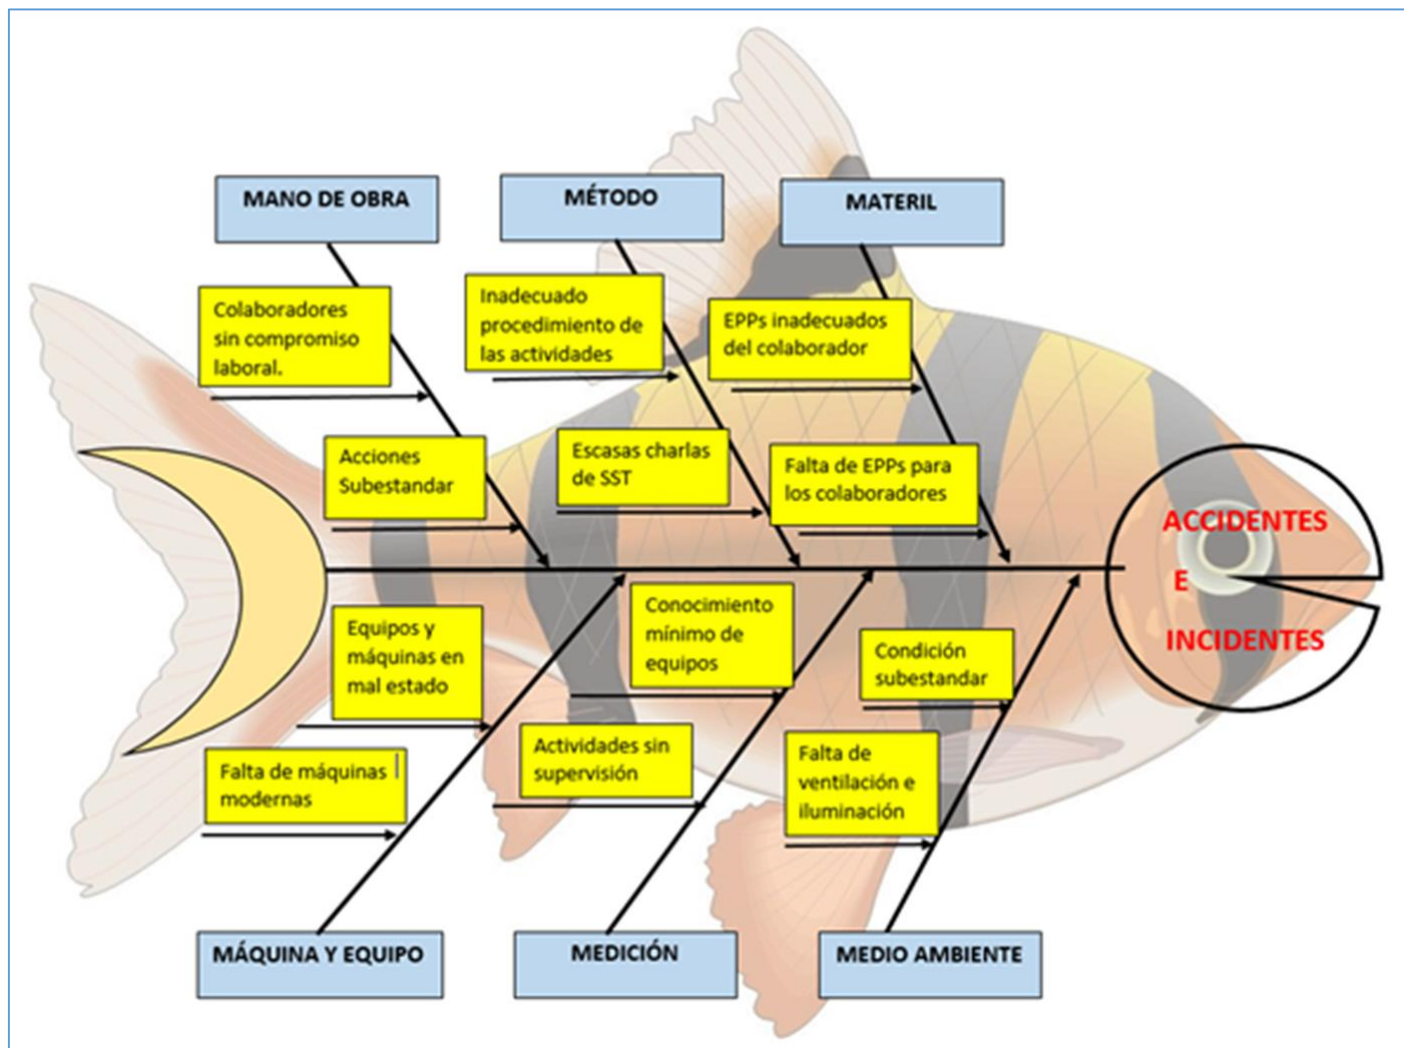 MANO DE OBRA
MÉTODO
MATERIL
Colaboradores
sin compromiso
laboral.
Inadecuado
procedimiento de
las actividades
EPPs inadecuados
del colaborador
Acciones
Subestandar
Escasas charlas
de SST
Falta de EPPs para
los colaboradores
ACCIDENTES
E
INCIDENTES
Equipos y
máquinas en
mal estado
Conocimiento
mínimo de
equipos
Condición
subestandar
Falta de máquinas
modernas
Actividades sin
supervisión
Falta de
ventilación e
iluminación
MÁQUINA Y EQUIPO
MEDICIÓN
MEDIO AMBIENTE